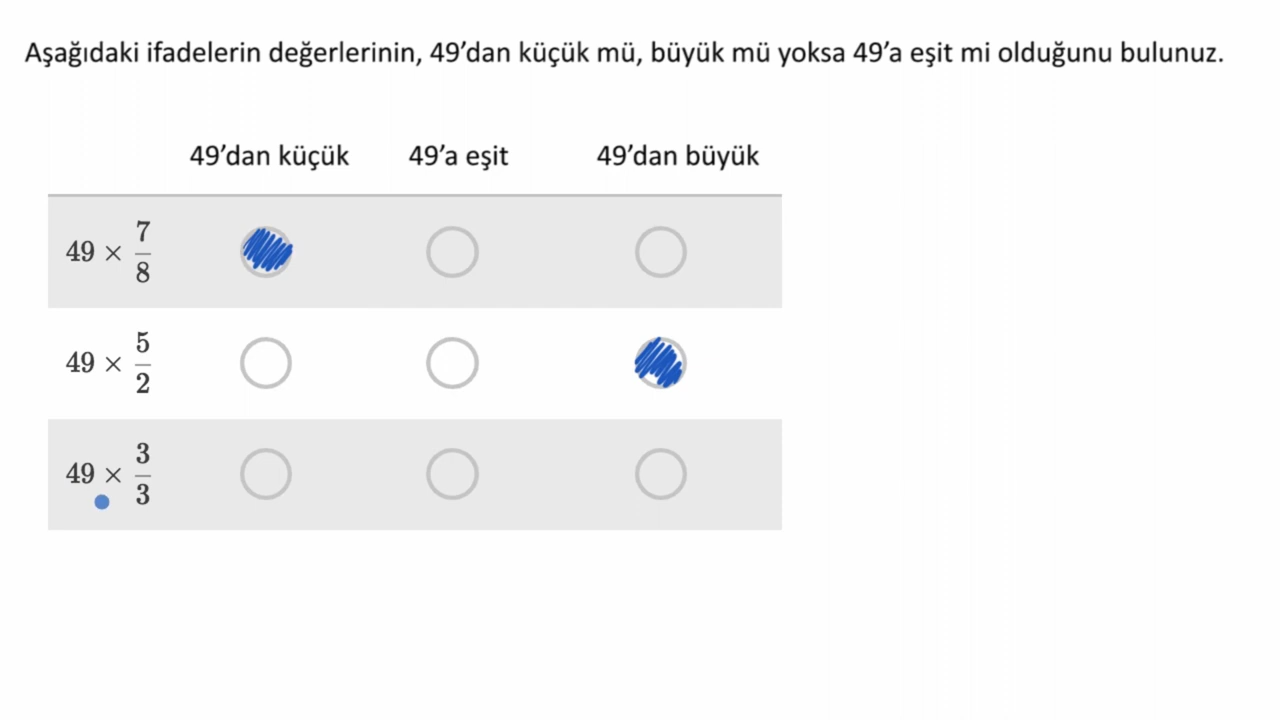 Aşağıdaki ifadelerin değerlerinin, 49’dan küçük mü, büyük mü yoksa 49’a eşit mi olduğunu bulunuz.
49’dan küçük 49’a eşit 49’dan büyük
49 × 7/8
49 × 5/2
49 × 3/3